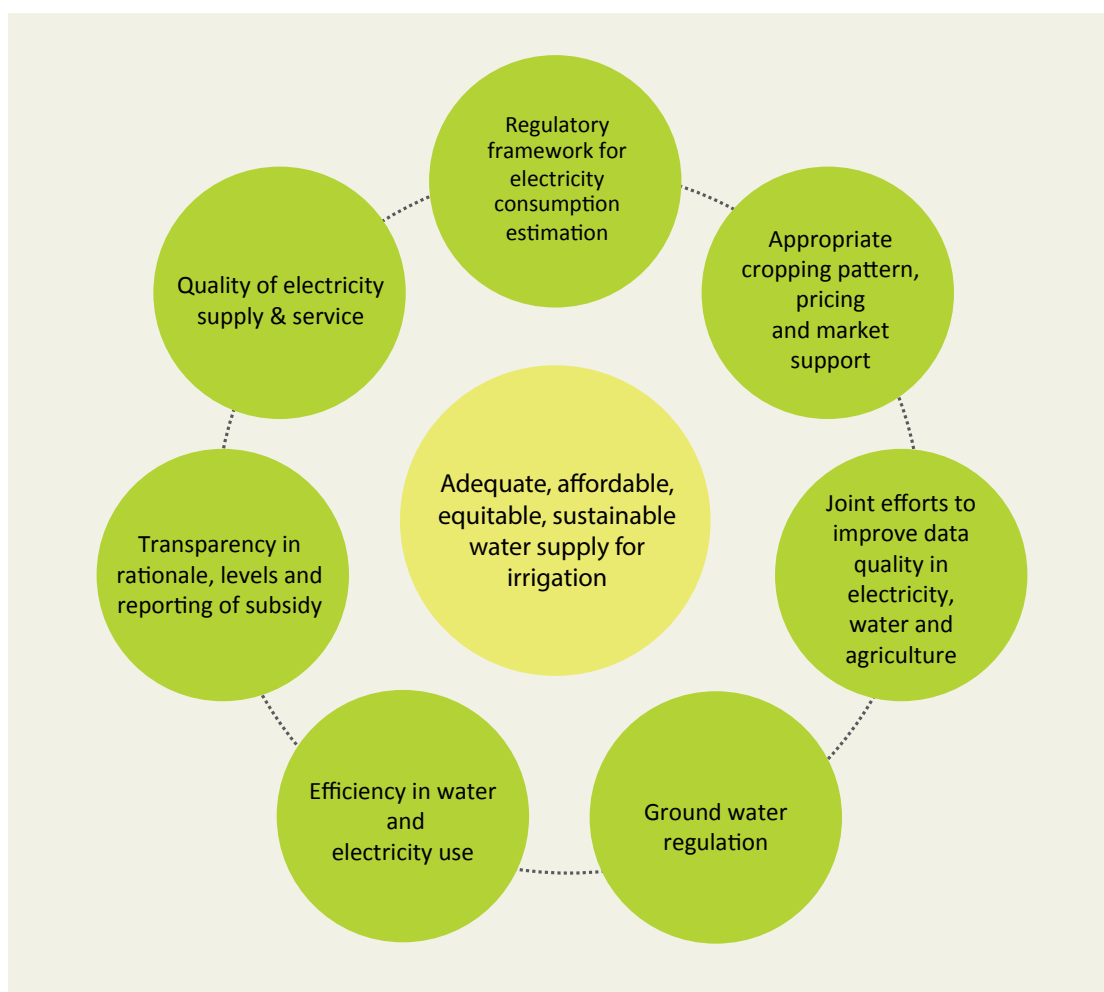 Regulatory
framework for
electricity
consumption
estimation
Appropriate
cropping pattern,
pricing
and market
support
Joint efforts to
improve data
quality in
electricity,
water and
agriculture
Ground water
regulation
Efficiency in water
and
electricity use
Transparency in
rationale, levels and
reporting of subsidy
Quality of electricity
supply & service
Adequate, affordable,
equitable, sustainable
water supply for
irrigation